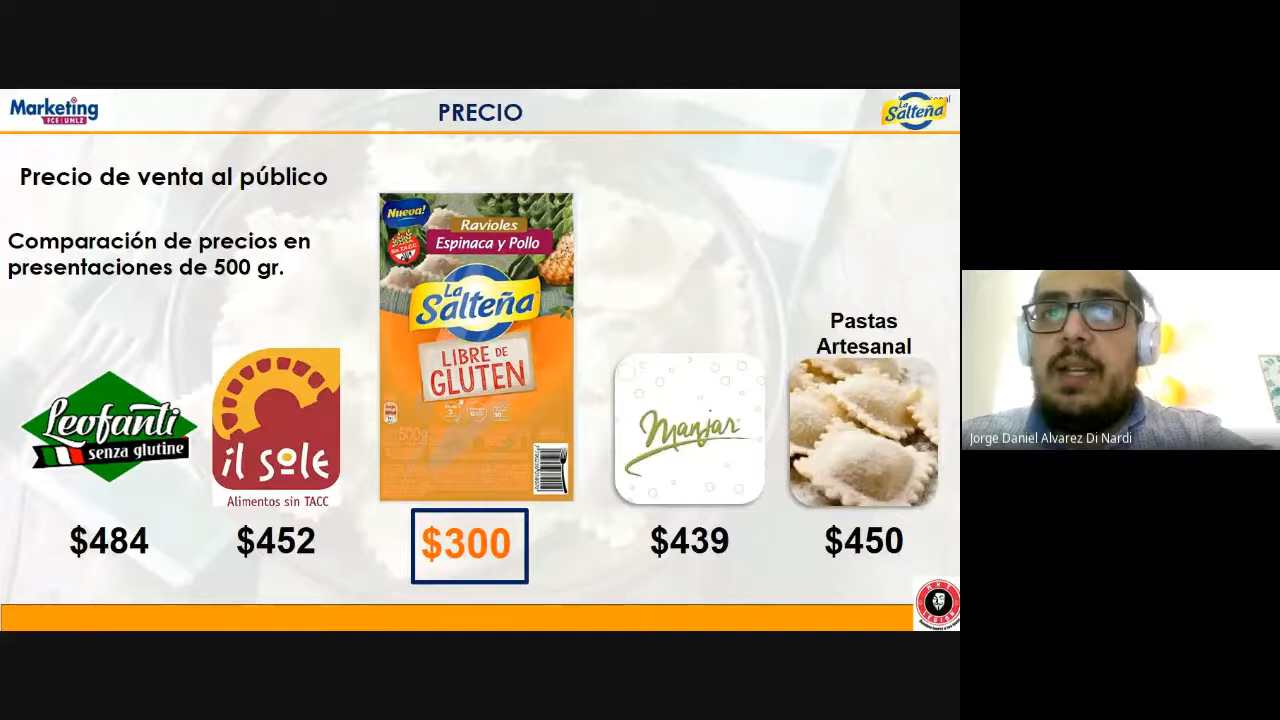 Marketing
FCE | UNLZ
PRECIO
La
Salteña
Precio de venta al público
Comparación de precios en
presentaciones de 500 gr.
Nueva!
Ravioles
Espinaca y Pollo
La
Salteña
LIBRE DE
GLUTEN
500g
Leofanti
senza glutine
il sole
Alimentos sin TACC
Manjar
Pastas
Artesanal
$484
$452
$300
$439
$450
Jorge Daniel Alvarez Di Nardi